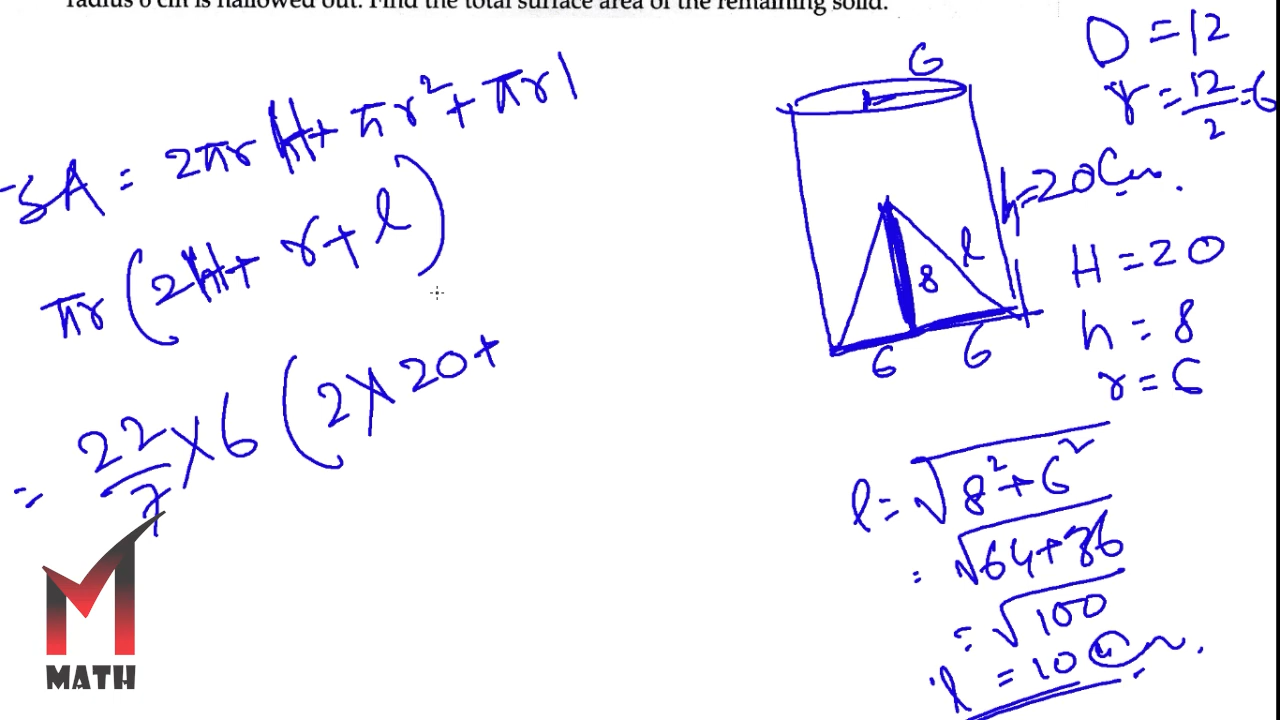 radius 6 cm is hallowed out. Find the total surface area of the remaining solid.
SA = 2πrH + πr² + πrl
πr (2H + r + l)
= 22/7 × 6 (2 × 20 +
6
h = 20 Cm.
l
8
6 6
D = 12
r = 12/2 = 6
H = 20
h = 8
r = 6
l = √8² + 6²
= √64 + 36
= √100
l = 10 Cm.
MATH